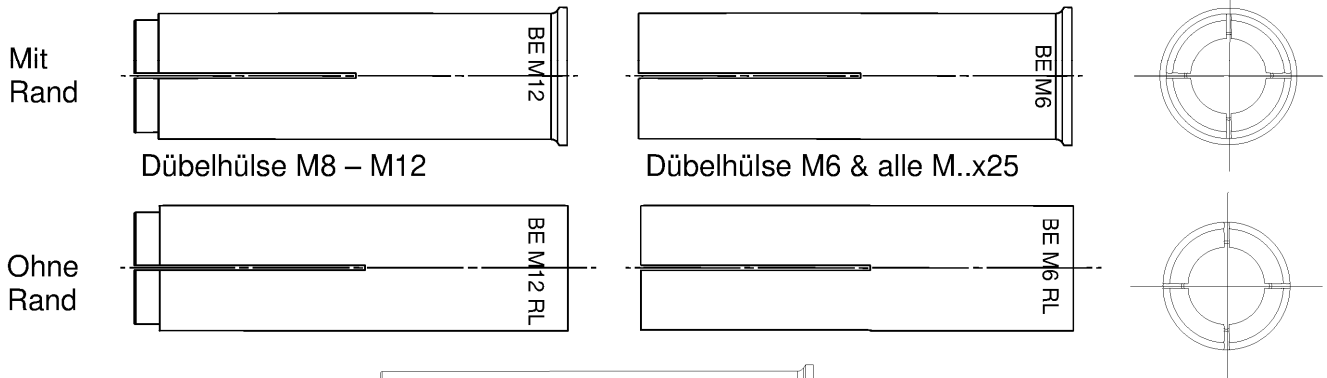 Mit
Rand
BE M12
BE M6
Dübelhülse M8 – M12
Dübelhülse M6 & alle M..x25
Ohne
Rand
BE M12 RL
BE M6 RL